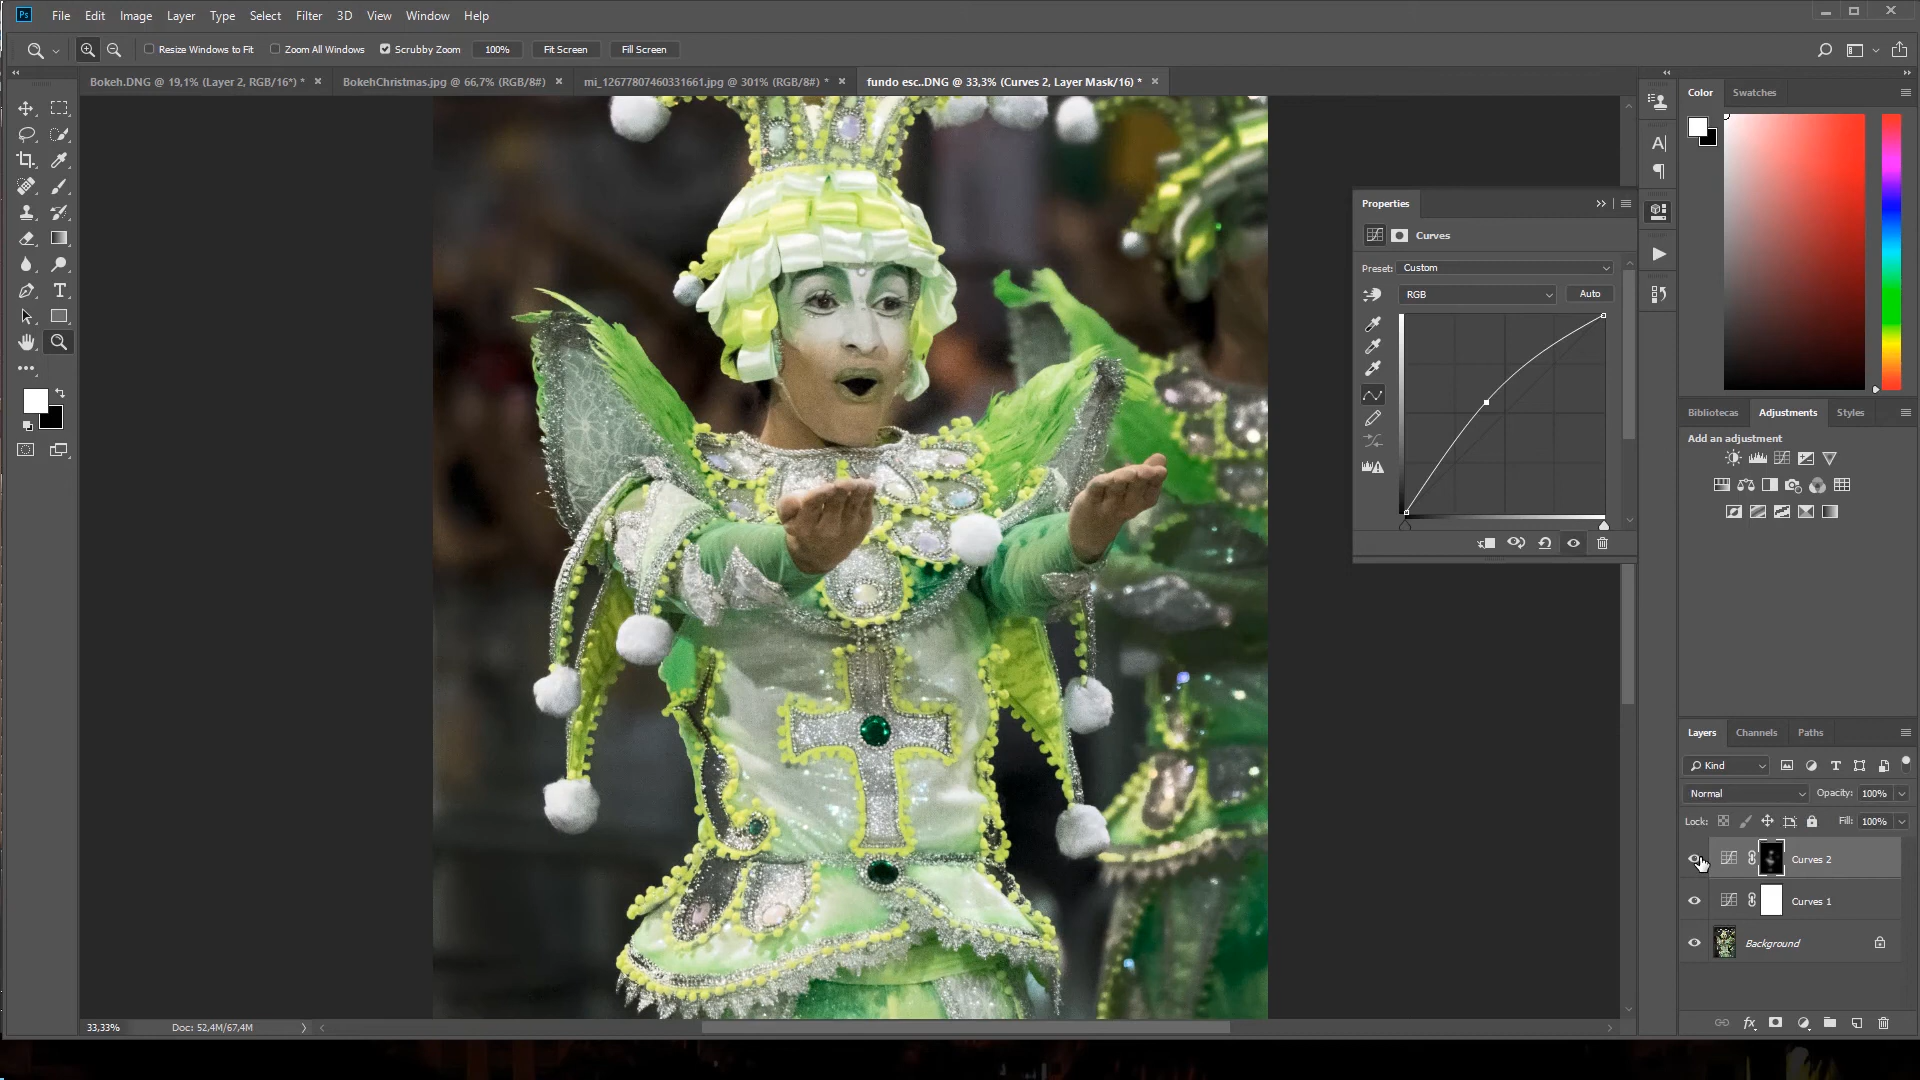 Ps File Edit Image Layer Type Select Filter 3D View Window Help
Resize Windows to Fit Zoom All Windows Scrubby Zoom 100% Fit Screen Fill Screen
Bokeh.DNG @ 19,1% (Layer 2, RGB/16*) * BokehChristmas.jpg @ 66,7% (RGB/8#) mi_12677807460331661.jpg @ 301% (RGB/8#) * fundo esc..DNG @ 33,3% (Curves 2, Layer Mask/16) *
Color Swatches
Properties
Curves
Preset: Custom
RGB Auto
Bibliotecas Adjustments Styles
Add an adjustment
Layers Channels Paths
Kind
Normal Opacity: 100%
Lock: Fill: 100%
Curves 2
Curves 1
Background
33,33% Doc: 52,4M/67,4M
fx